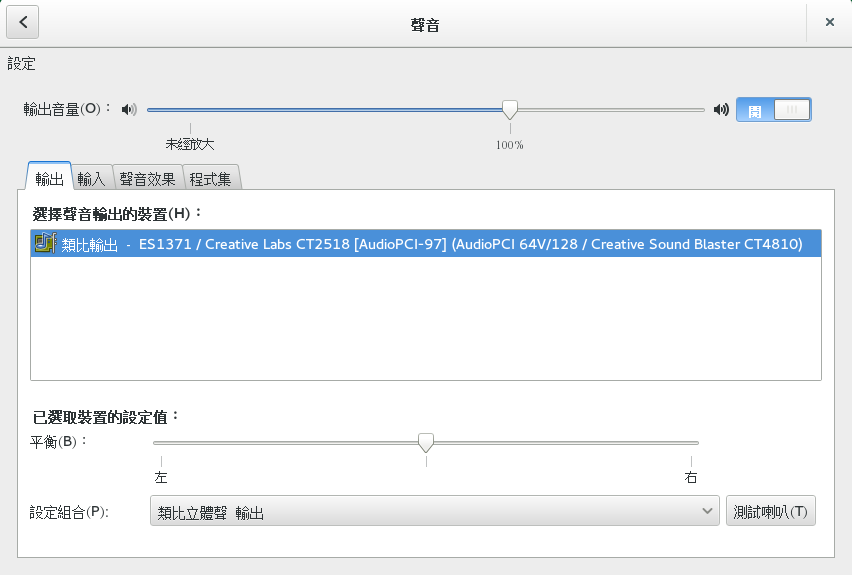 聲音
設定
輸出音量(O)： 開
未經放大 100%
輸出 輸入 聲音效果 程式集
選擇聲音輸出的裝置(H)：
類比輸出 - ES1371 / Creative Labs CT2518 [AudioPCI-97] (AudioPCI 64V/128 / Creative Sound Blaster CT4810)
已選取裝置的設定值：
平衡(B)：
左 右
設定組合(P): 類比立體聲 輸出 測試喇叭(T)